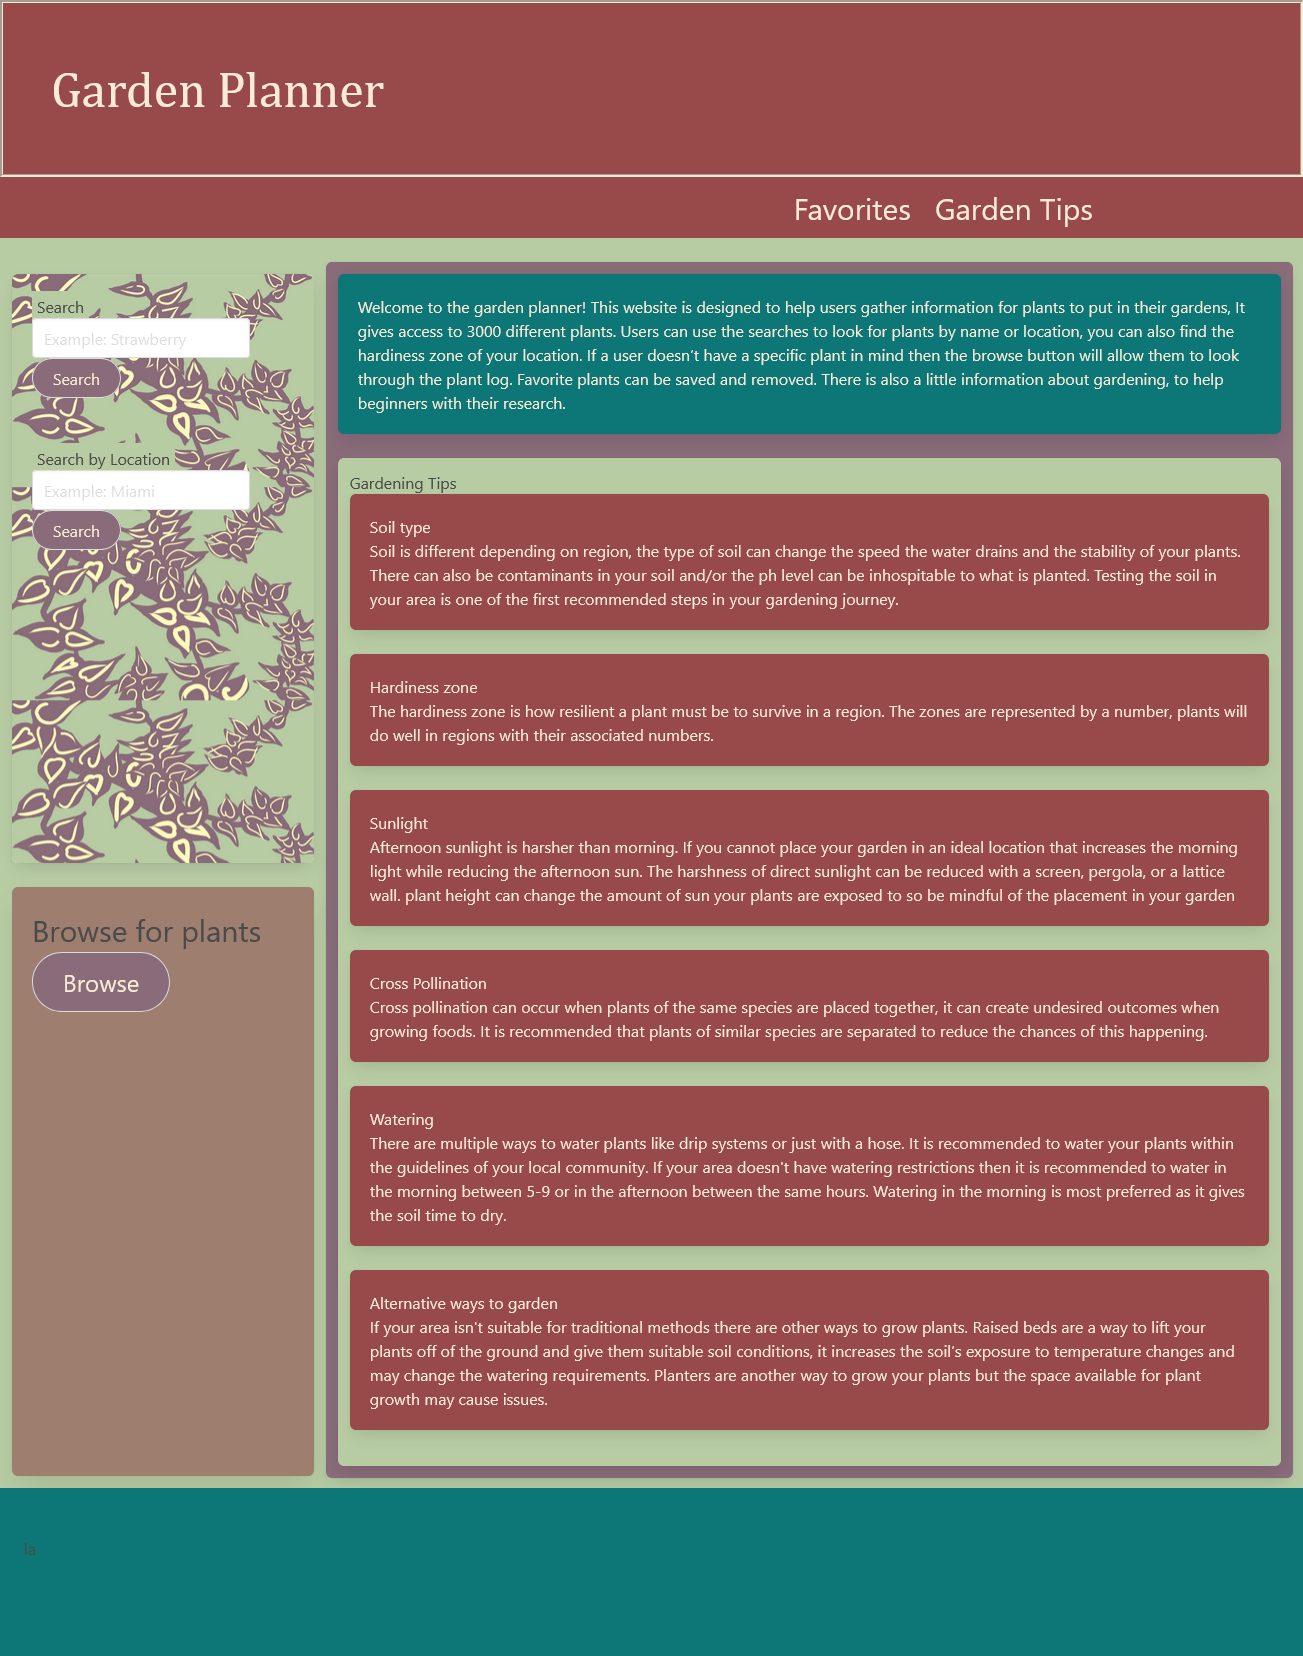 Garden Planner
Favorites Garden Tips
Search
Example: Strawberry
Search
Search by Location
Example: Miami
Search
Browse for plants
Browse
Welcome to the garden planner! This website is designed to help users gather information for plants to put in their gardens, It
gives access to 3000 different plants. Users can use the searches to look for plants by name or location, you can also find the
hardiness zone of your location. If a user doesn't have a specific plant in mind then the browse button will allow them to look
through the plant log. Favorite plants can be saved and removed. There is also a little information about gardening, to help
beginners with their research.
Gardening Tips
Soil type
Soil is different depending on region, the type of soil can change the speed the water drains and the stability of your plants.
There can also be contaminants in your soil and/or the ph level can be inhospitable to what is planted. Testing the soil in
your area is one of the first recommended steps in your gardening journey.
Hardiness zone
The hardiness zone is how resilient a plant must be to survive in a region. The zones are represented by a number, plants will
do well in regions with their associated numbers.
Sunlight
Afternoon sunlight is harsher than morning. If you cannot place your garden in an ideal location that increases the morning
light while reducing the afternoon sun. The harshness of direct sunlight can be reduced with a screen, pergola, or a lattice
wall. plant height can change the amount of sun your plants are exposed to so be mindful of the placement in your garden
Cross Pollination
Cross pollination can occur when plants of the same species are placed together, it can create undesired outcomes when
growing foods. It is recommended that plants of similar species are separated to reduce the chances of this happening.
Watering
There are multiple ways to water plants like drip systems or just with a hose. It is recommended to water your plants within
the guidelines of your local community. If your area doesn't have watering restrictions then it is recommended to water in
the morning between 5-9 or in the afternoon between the same hours. Watering in the morning is most preferred as it gives
the soil time to dry.
Alternative ways to garden
If your area isn't suitable for traditional methods there are other ways to grow plants. Raised beds are a way to lift your
plants off of the ground and give them suitable soil conditions, it increases the soil's exposure to temperature changes and
may change the watering requirements. Planters are another way to grow your plants but the space available for plant
growth may cause issues.
la